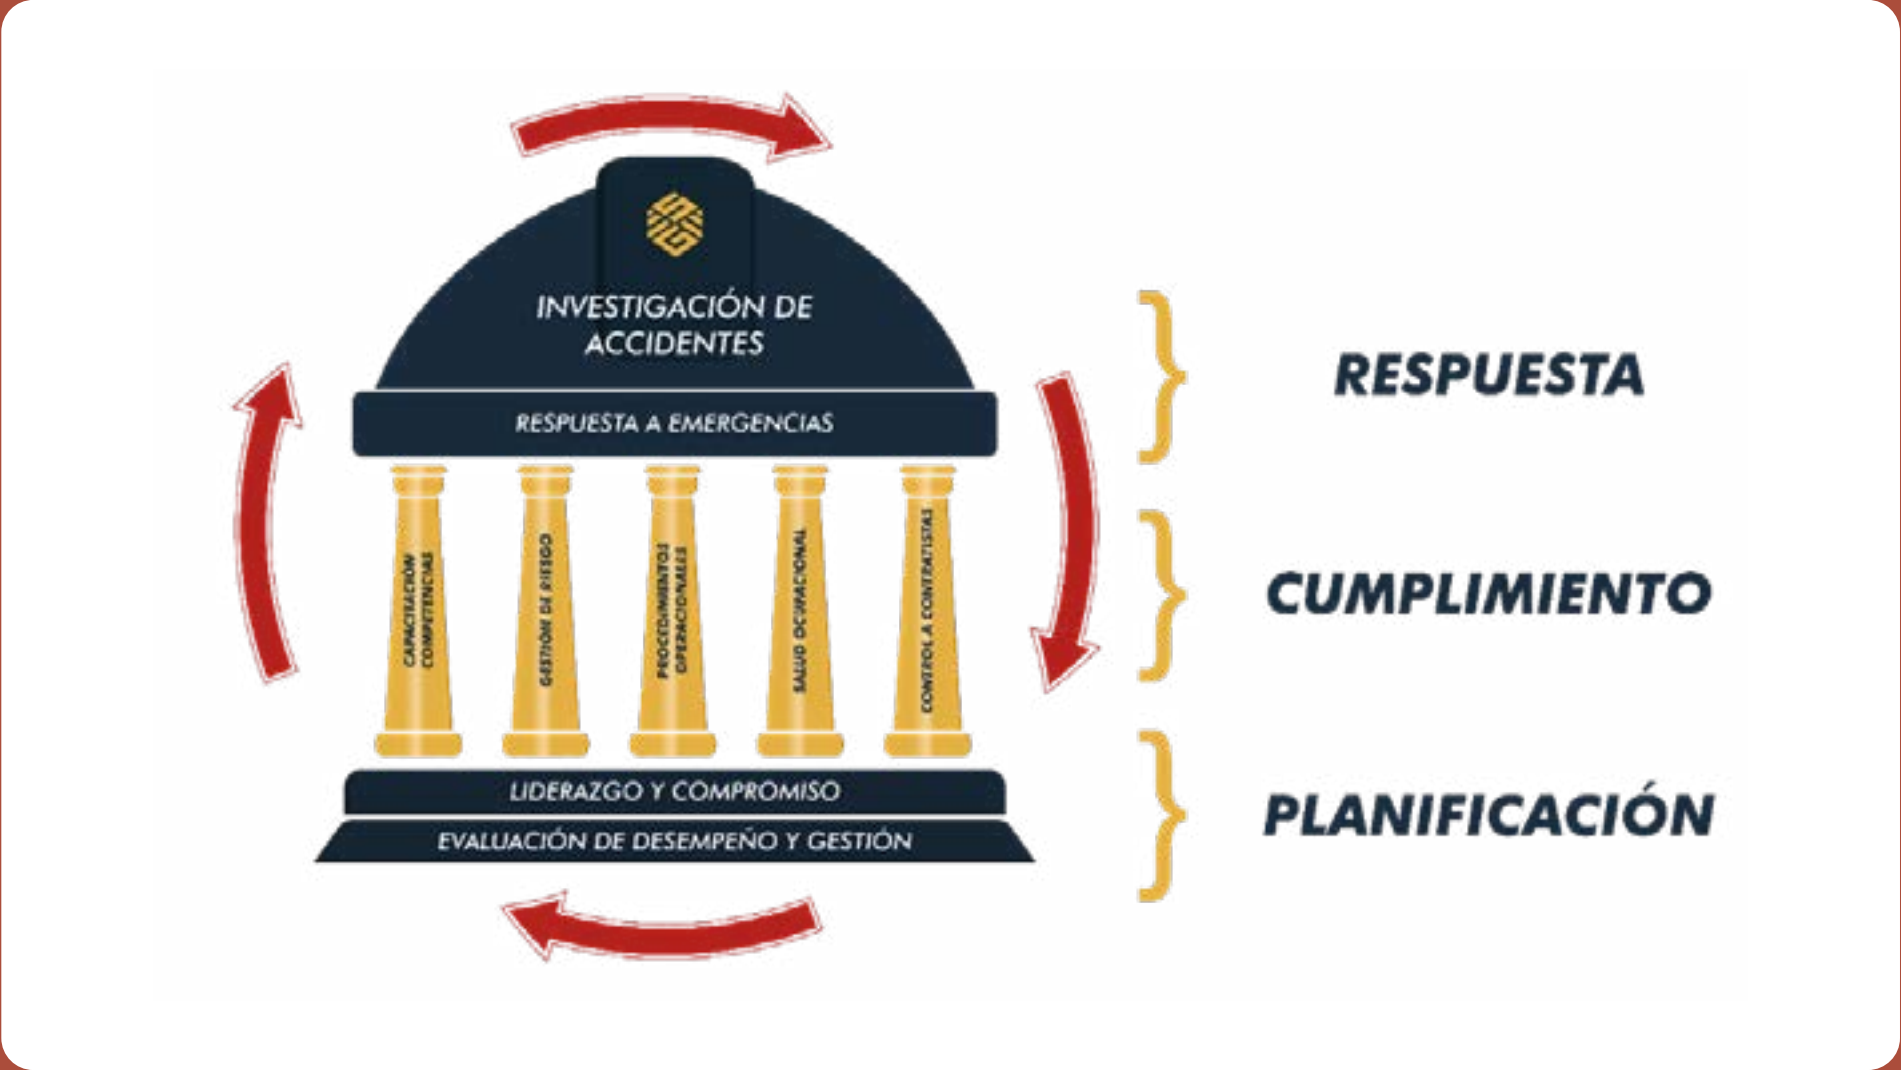 INVESTIGACIÓN DE
ACCIDENTES
RESPUESTA A EMERGENCIAS
CAPACITACIÓN
COMPETENCIAS
GESTIÓN DE RIESGO
PROCEDIMIENTOS
OPERACIONALES
SALUD OCUPACIONAL
CONTROL A CONTRATISTAS
LIDERAZGO Y COMPROMISO
EVALUACIÓN DE DESEMPEÑO Y GESTIÓN
RESPUESTA
CUMPLIMIENTO
PLANIFICACIÓN